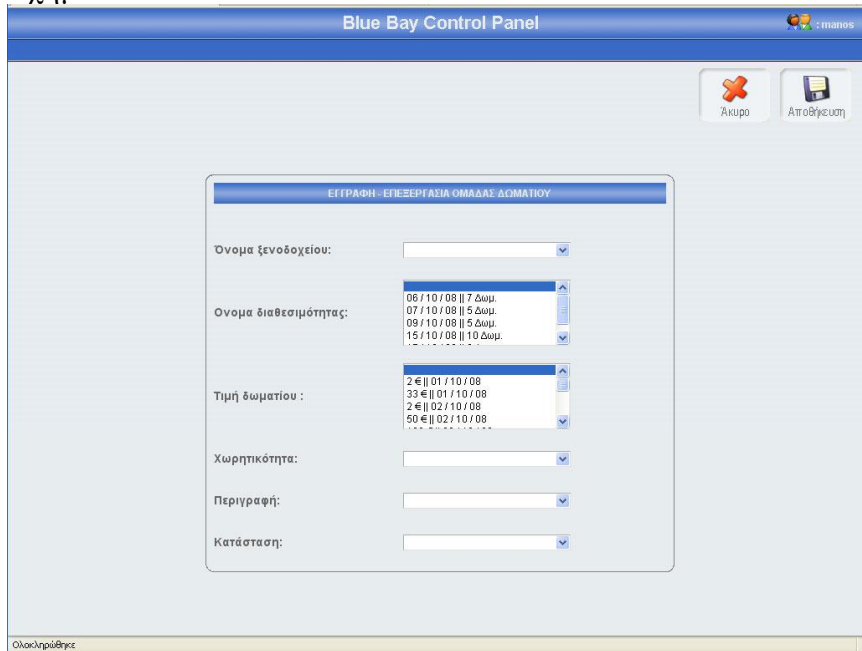 Blue Bay Control Panel
: manos
Άκυρο
Αποθήκευση
ΕΓΓΡΑΦΗ - ΕΠΕΞΕΡΓΑΣΙΑ ΟΜΑΔΑΣ ΔΩΜΑΤΙΟΥ
Όνομα ξενοδοχείου:
Ονομα διαθεσιμότητας:
06 / 10 / 08 || 7 Δωμ.
07 / 10 / 08 || 5 Δωμ.
09 / 10 / 08 || 5 Δωμ.
15 / 10 / 08 || 10 Δωμ.
Τιμή δωματίου :
2 € || 01 / 10 / 08
33 € || 01 / 10 / 08
2 € || 02 / 10 / 08
50 € || 02 / 10 / 08
Χωρητικότητα:
Περιγραφή:
Κατάσταση:
Ολοκληρώθηκε